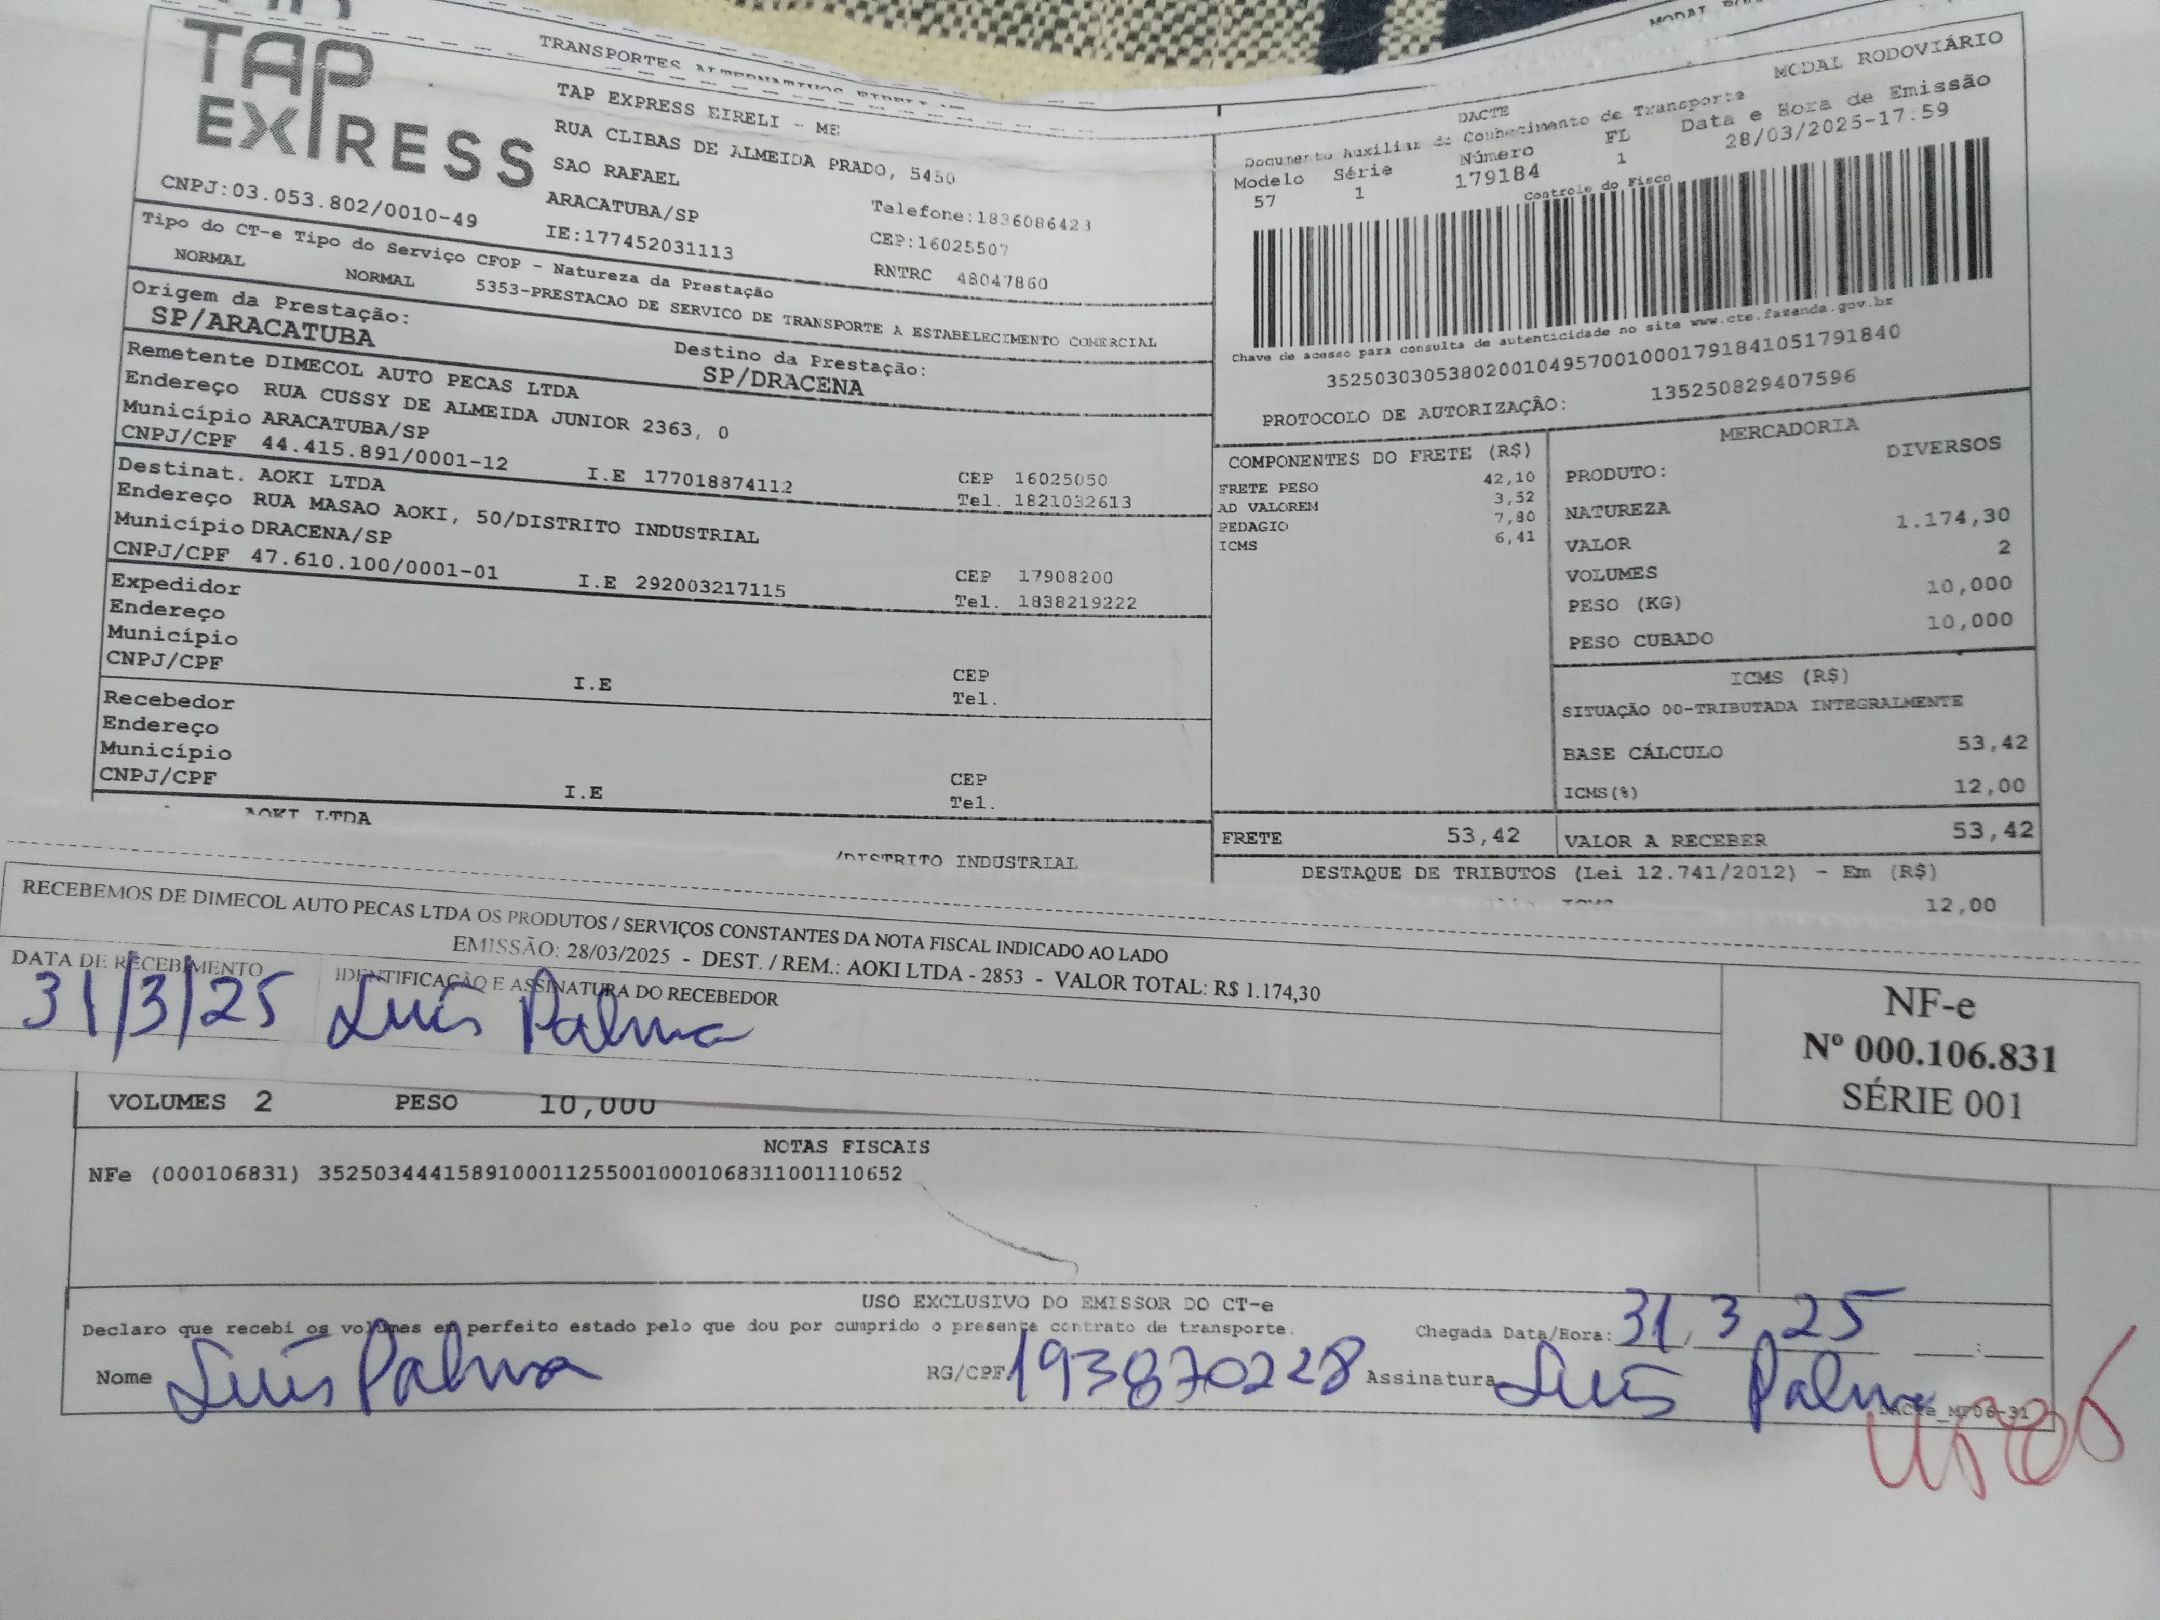 TAP
EXPRESS
CNPJ:03.053.802/0010-49
TRANSPORTES
TAP EXPRESS EIRELI - ME
RUA CLIBAS DE ALMEIDA PRADO, 5450
SAO RAFAEL
ARACATUBA/SP
IE:177452031113
Telefone:1836086423
CEP:16025507
RNTRC 48047860
MODAL RODOVIÁRIO
DACTE
Documento Auxiliar de Conhecimento de Transporte
Modelo Série Número FL Data e Hora de Emissão
57 1 179184 1 28/03/2025-17:59
Controle do Fisco
Chave de acesso para consulta de autenticidade no site www.cte.fazenda.gov.br
35250303053802001049570010001791841051791840
PROTOCOLO DE AUTORIZAÇÃO: 135250829407596
Tipo do CT-e Tipo do Serviço CFOP - Natureza da Prestação
NORMAL NORMAL 5353-PRESTACAO DE SERVICO DE TRANSPORTE A ESTABELECIMENTO COMERCIAL
Origem da Prestação: Destino da Prestação:
SP/ARACATUBA SP/DRACENA
Remetente DIMECOL AUTO PECAS LTDA
Endereço RUA CUSSY DE ALMEIDA JUNIOR 2363, 0
Município ARACATUBA/SP CEP 16025050
CNPJ/CPF 44.415.891/0001-12 I.E 177018874112 Tel. 1821032613
Destinat. AOKI LTDA
Endereço RUA MASAO AOKI, 50/DISTRITO INDUSTRIAL
Município DRACENA/SP CEP 17908200
CNPJ/CPF 47.610.100/0001-01 I.E 292003217115 Tel. 1838219222
Expedidor
Endereço
Município CEP
CNPJ/CPF I.E Tel.
Recebedor
Endereço
Município CEP
CNPJ/CPF I.E Tel.
AOKI LTDA
/DISTRITO INDUSTRIAL
COMPONENTES DO FRETE (R$)
FRETE PESO 42,10
AD VALOREM 3,52
PEDAGIO 7,80
ICMS 6,41
MERCADORIA
PRODUTO: DIVERSOS
NATUREZA
VALOR 1.174,30
VOLUMES 2
PESO (KG) 10,000
PESO CUBADO 10,000
ICMS (R$)
SITUAÇÃO 00-TRIBUTADA INTEGRALMENTE
BASE CÁLCULO 53,42
ICMS(%) 12,00
FRETE 53,42 VALOR A RECEBER 53,42
DESTAQUE DE TRIBUTOS (Lei 12.741/2012) - Em (R$)
ICMS 12,00
RECEBEMOS DE DIMECOL AUTO PECAS LTDA OS PRODUTOS / SERVIÇOS CONSTANTES DA NOTA FISCAL INDICADO AO LADO
EMISSÃO: 28/03/2025 - DEST. / REM.: AOKI LTDA - 2853 - VALOR TOTAL: R$ 1.174,30
DATA DE RECEBIMENTO IDENTIFICAÇÃO E ASSINATURA DO RECEBEDOR
31/3/25 Luís Palma
NF-e
Nº 000.106.831
SÉRIE 001
VOLUMES 2 PESO 10,000
NOTAS FISCAIS
NFe (000106831) 35250344415891000112550010001068311001110652
USO EXCLUSIVO DO EMISSOR DO CT-e
Declaro que recebi os volumes em perfeito estado pelo que dou por cumprido o presente contrato de transporte. Chegada Data/Hora: 31, 3, 25 :
Nome Luís Palma RG/CPF 193870228 Assinatura Luís Palma
DACTe_MF06-31